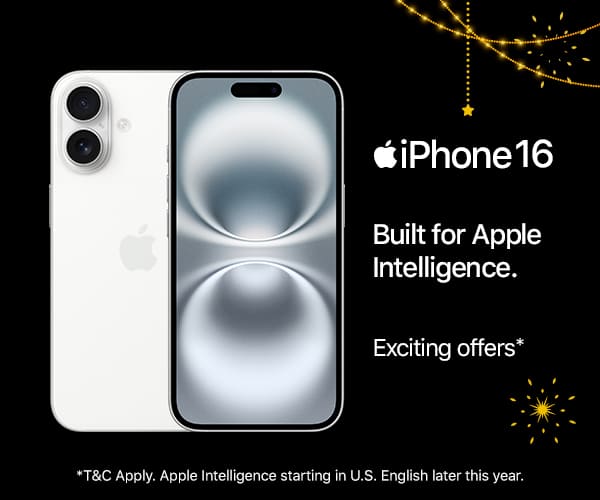 iPhone 16
Built for Apple
Intelligence.
Exciting offers*
*T&C Apply. Apple Intelligence starting in U.S. English later this year.